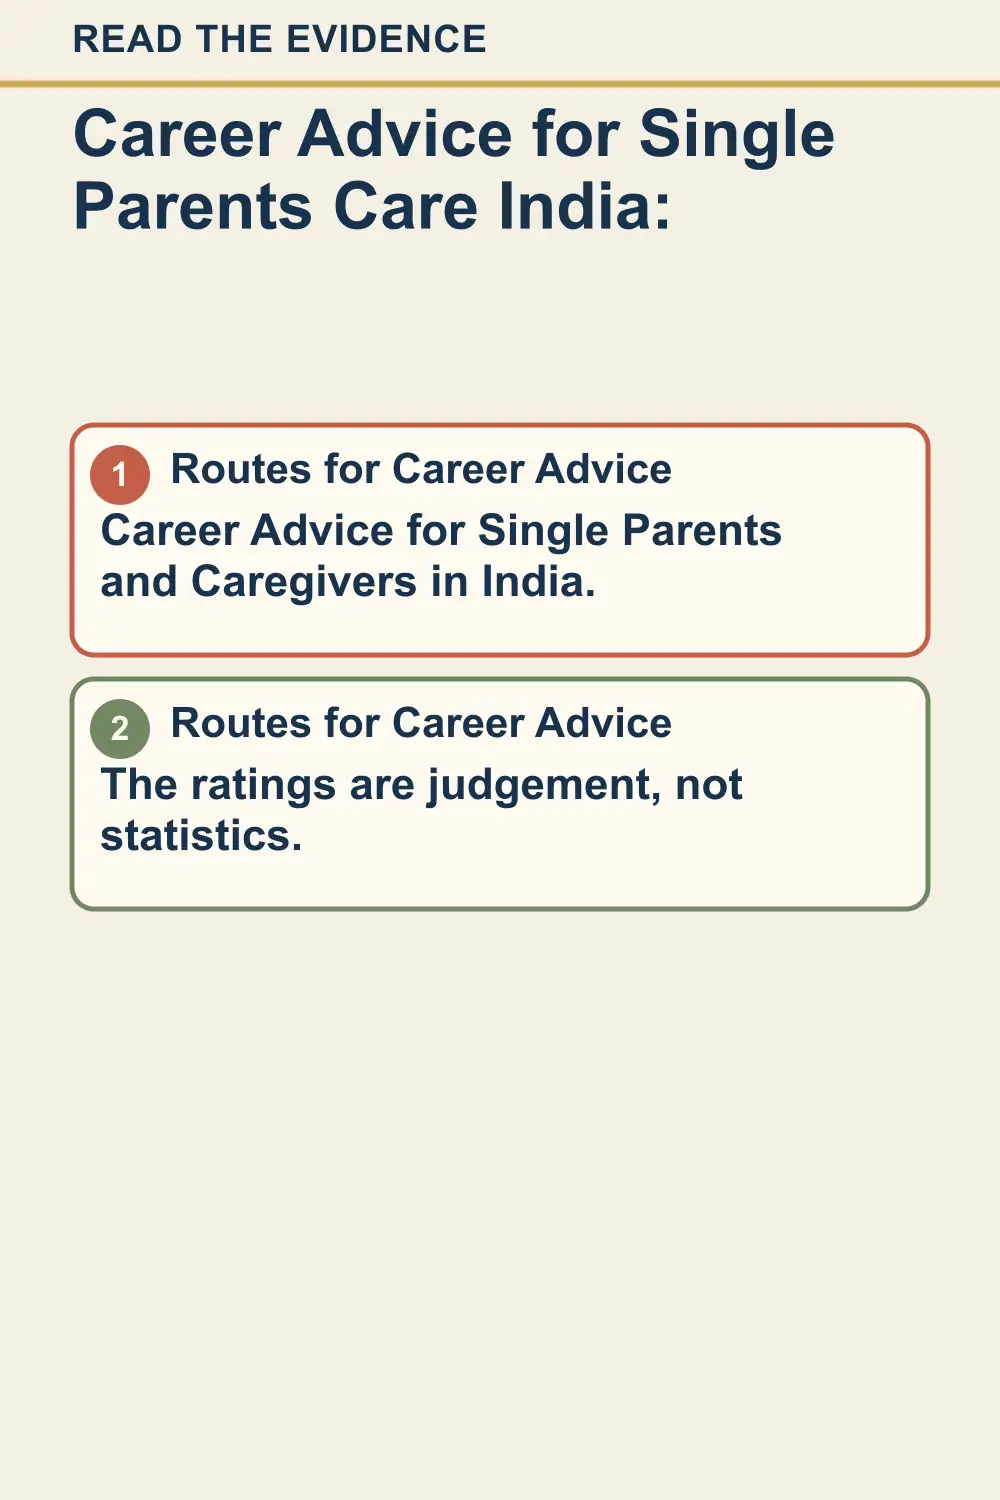 READ THE EVIDENCE
Career Advice for Single
Parents Care India:
1 Routes for Career Advice
Career Advice for Single Parents
and Caregivers in India.
2 Routes for Career Advice
The ratings are judgement, not
statistics.